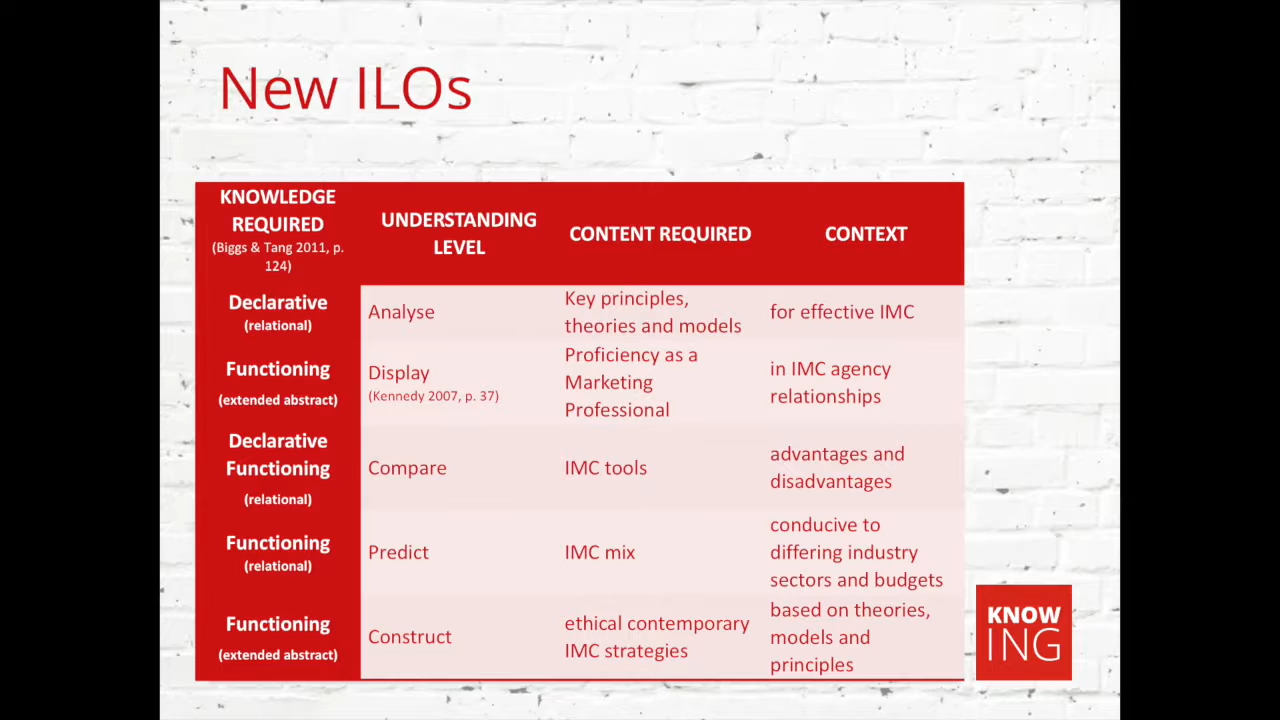 New ILOs
KNOWLEDGE
REQUIRED
(Biggs & Tang 2011, p.
124)
UNDERSTANDING
LEVEL
CONTENT REQUIRED
CONTEXT
Declarative
(relational)
Analyse
Key principles,
theories and models
for effective IMC
Functioning
(extended abstract)
Display
(Kennedy 2007, p. 37)
Proficiency as a
Marketing
Professional
in IMC agency
relationships
Declarative
Functioning
(relational)
Compare
IMC tools
advantages and
disadvantages
Functioning
(relational)
Predict
IMC mix
conducive to
differing industry
sectors and budgets
Functioning
(extended abstract)
Construct
ethical contemporary
IMC strategies
based on theories,
models and
principles
KNOW
ING